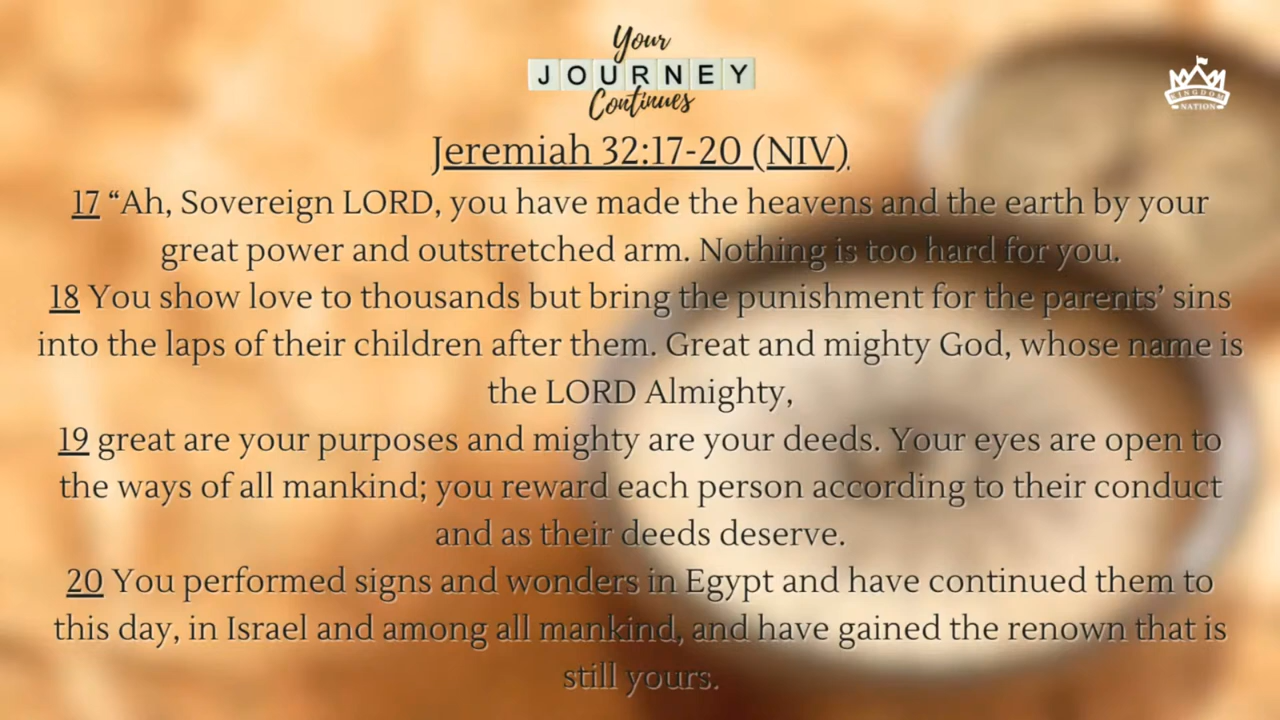 Your
JOURNEY
Continues
KINGDOM
NATION
Jeremiah 32:17-20 (NIV)
17 “Ah, Sovereign LORD, you have made the heavens and the earth by your
great power and outstretched arm. Nothing is too hard for you.
18 You show love to thousands but bring the punishment for the parents’ sins
into the laps of their children after them. Great and mighty God, whose name is
the LORD Almighty,
19 great are your purposes and mighty are your deeds. Your eyes are open to
the ways of all mankind; you reward each person according to their conduct
and as their deeds deserve.
20 You performed signs and wonders in Egypt and have continued them to
this day, in Israel and among all mankind, and have gained the renown that is
still yours.